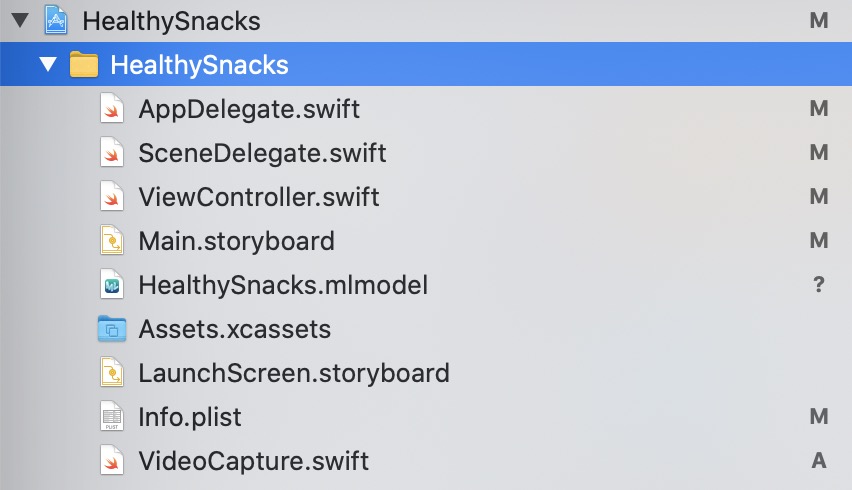 HealthySnacks M
HealthySnacks
AppDelegate.swift M
SceneDelegate.swift M
ViewController.swift M
Main.storyboard M
HealthySnacks.mlmodel ?
Assets.xcassets
LaunchScreen.storyboard
Info.plist M
VideoCapture.swift A